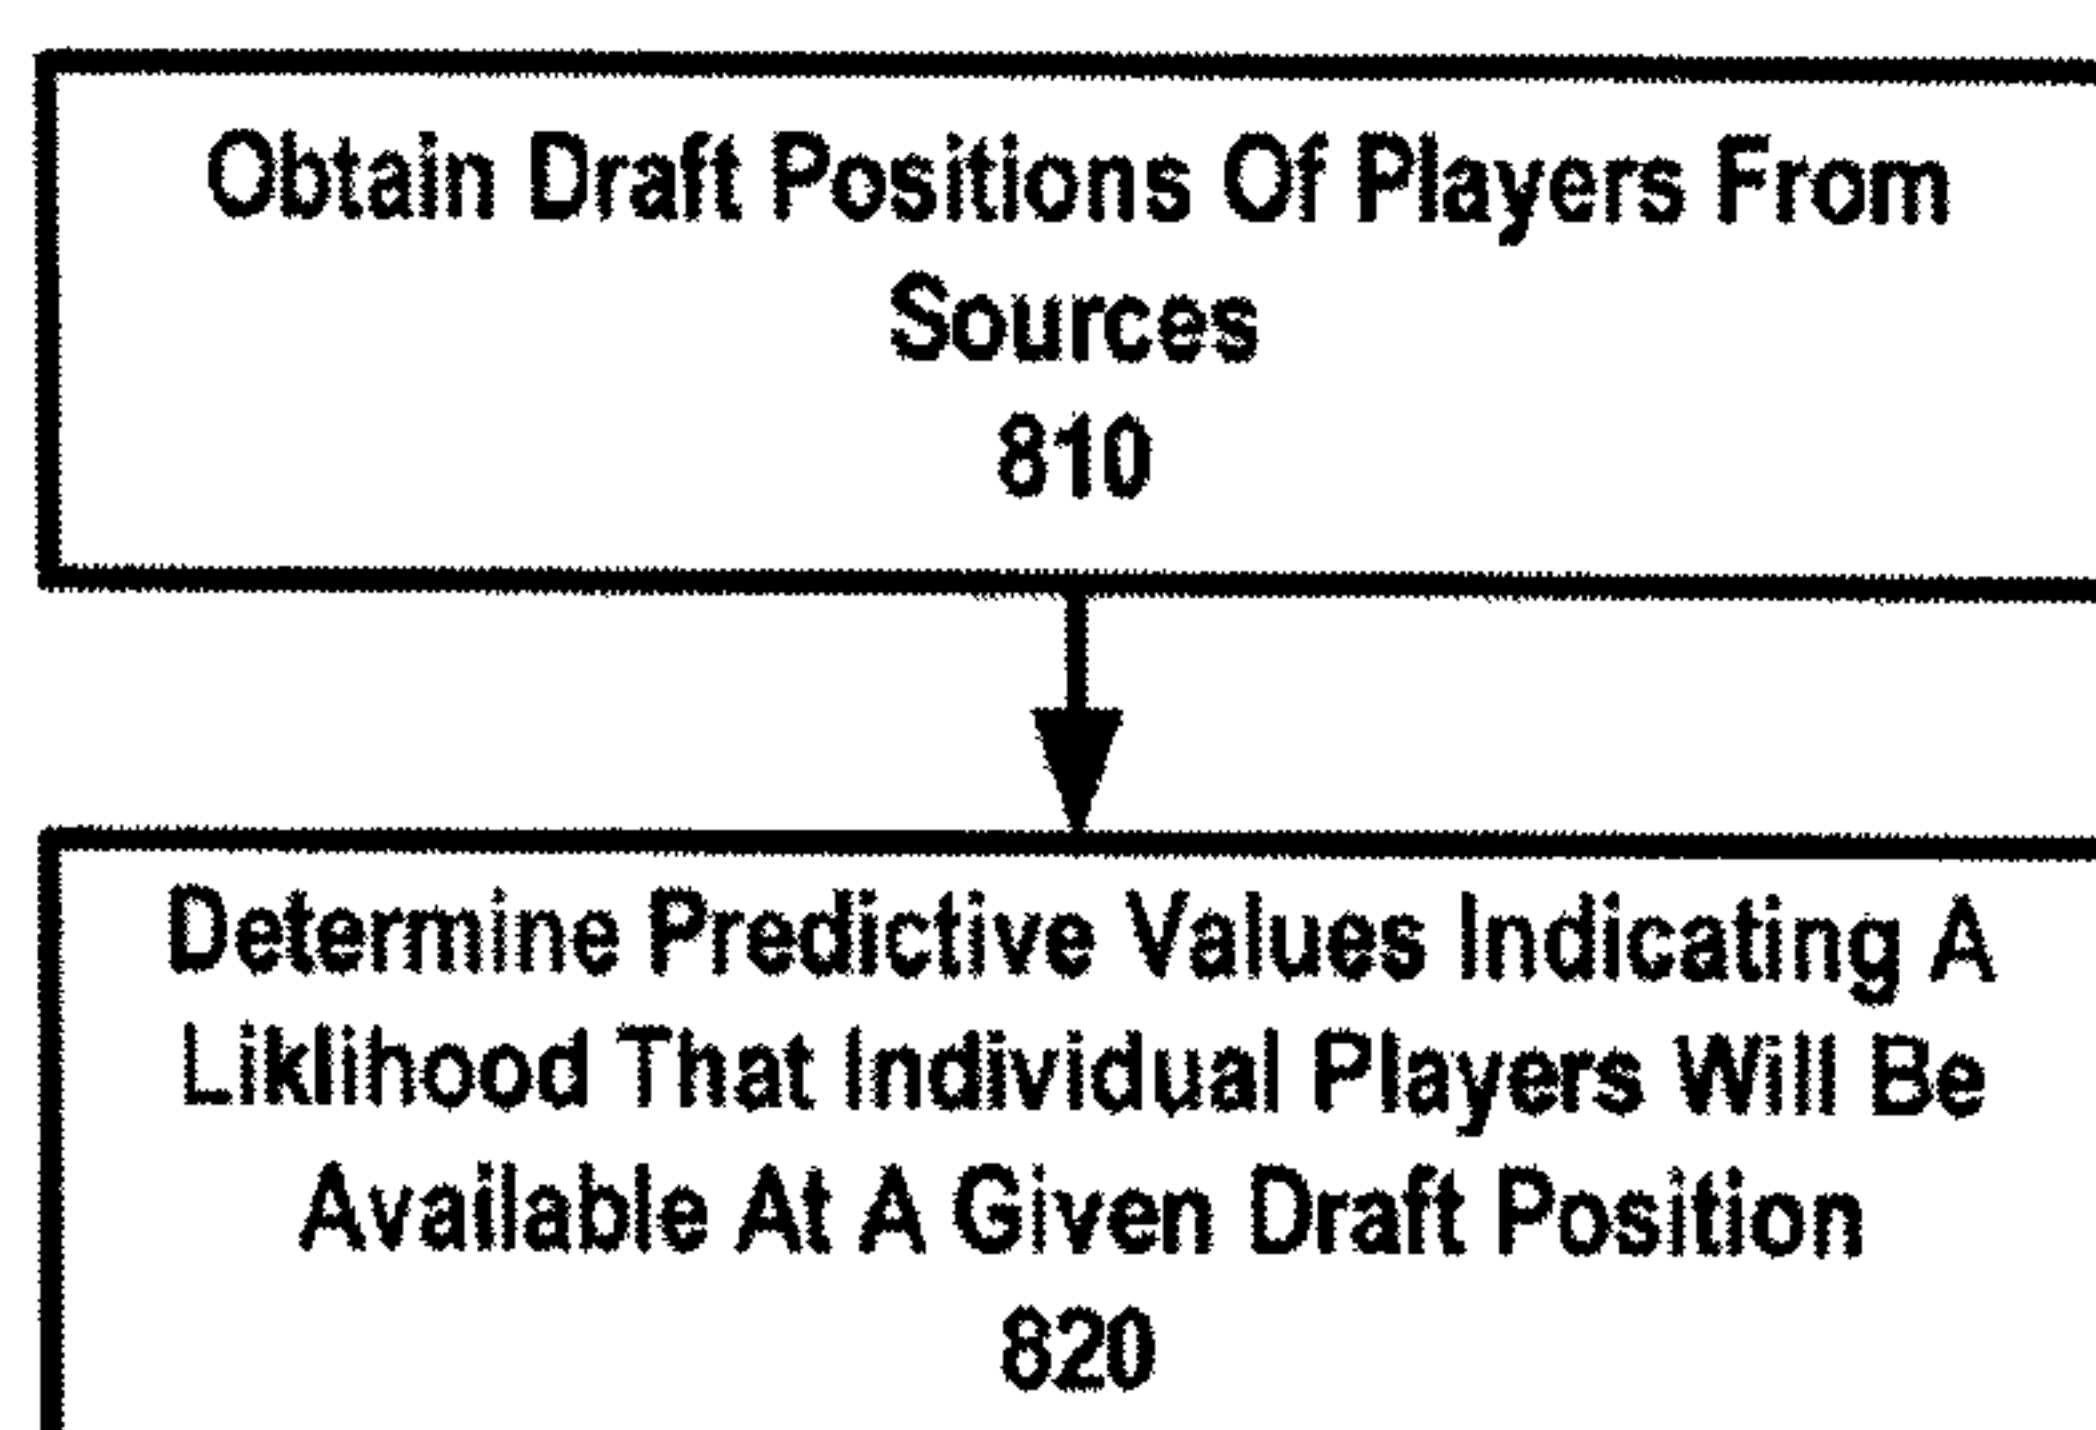 Obtain Draft Positions Of Players From
Sources
810
Determine Predictive Values Indicating A
Liklihood That Individual Players Will Be
Available At A Given Draft Position
820